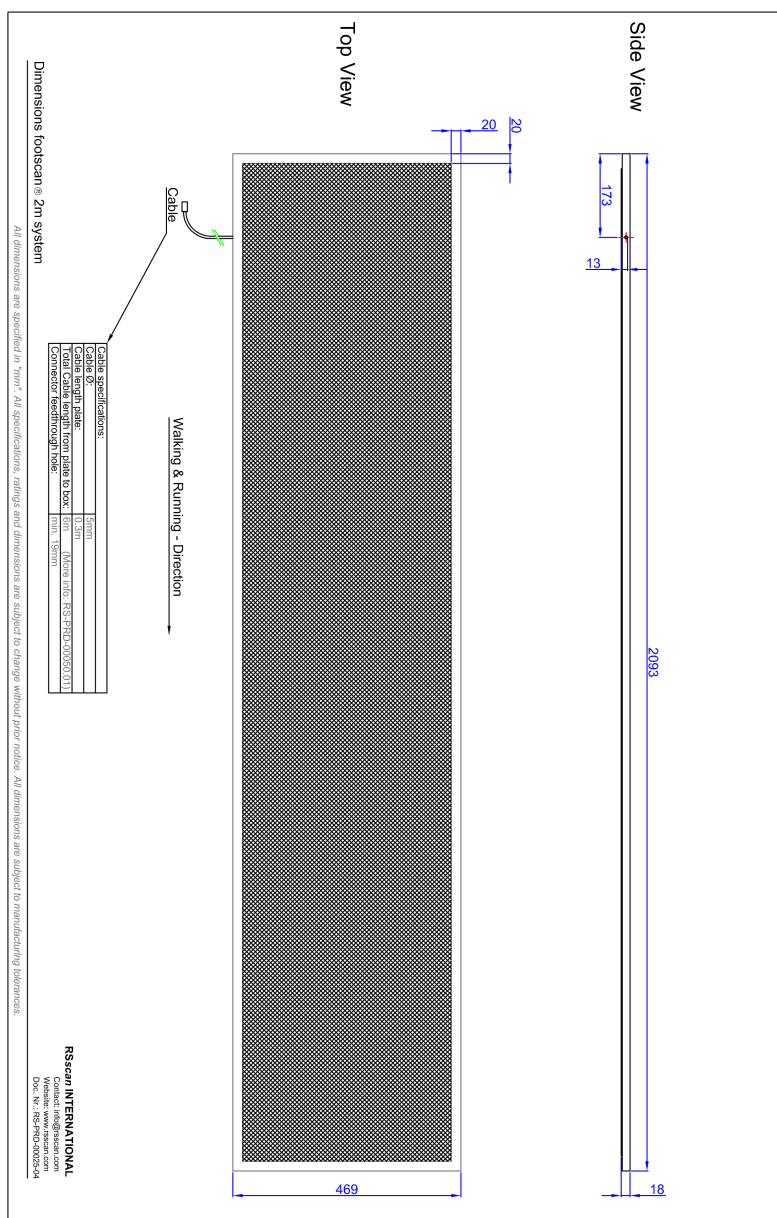 Side View
173
13
2093
18
Top View
20
20
469
Cable
Walking & Running - Direction
Cable specifications:
Cable Ø: 5mm
Cable length plate: 0.3m
Total Cable length from plate to box: 6m (More info: RS-PRD-00050.01)
Connector feedthrough hole: min. 19mm
Dimensions footscan ® 2m system
All dimensions are specified in "mm". All specifications, ratings and dimensions are subject to change without prior notice. All dimensions are subject to manufacturing tolerances.
RSscan INTERNATIONAL
Contact: info@rsscan.com
Website: www.rsscan.com
Doc. Nr.: RS-PRD-00025-04